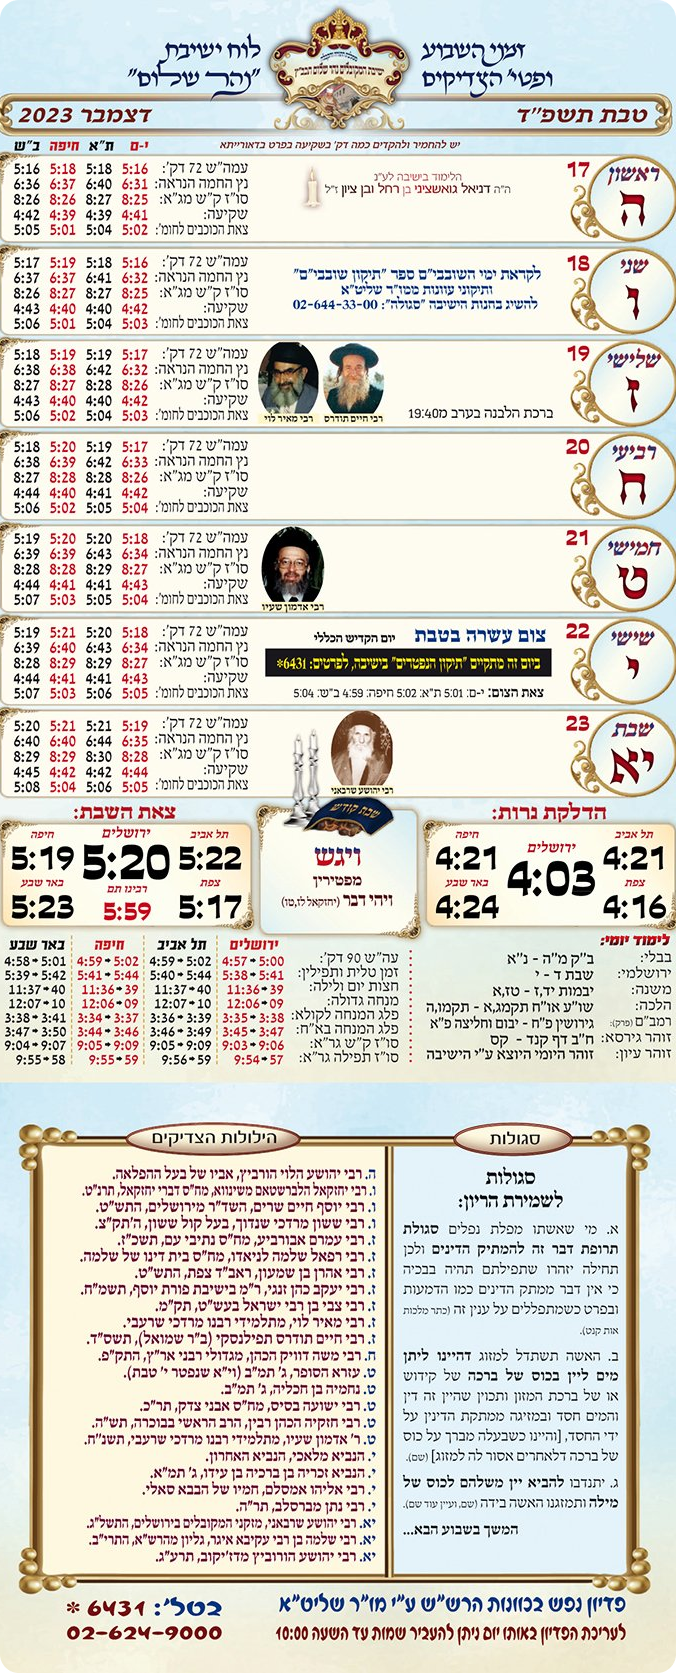 זמני השבוע
ופטי' הצדיקים
לוח ישיבת
"נהר שלום"
טבת תשפ"ד
דצמבר 2023
יש להחמיר ולהקדים כמה דק' בשקיעה בפרט בדאורייתא
י-ם ת"א חיפה ב"ש
ראשון
ה
17
הלימוד בישיבה לע"נ
ה"ה דניאל גואשציני בן רחל ובן ציון ז"ל
עמה"ש 72 דק': 5:16 5:18 5:18 5:16
נץ החמה הנראה: 6:31 6:40 6:37 6:36
סו"ז ק"ש מג"א: 8:25 8:27 8:26 8:26
שקיעה: 4:41 4:39 4:39 4:42
צאת הכוכבים לחומ': 5:02 5:04 5:01 5:05
שני
ו
18
לקראת ימי השובבי"ם ספר "תיקון שובבי"ם"
ותיקוני עוונות ממו"ר שליט"א
להשיג בחנות הישיבה "סגולה": 02-644-33-00
עמה"ש 72 דק': 5:16 5:18 5:19 5:17
נץ החמה הנראה: 6:32 6:41 6:37 6:37
סו"ז ק"ש מג"א: 8:25 8:27 8:27 8:26
שקיעה: 4:42 4:40 4:40 4:43
צאת הכוכבים לחומ': 5:03 5:04 5:01 5:06
שלישי
ז
19
ברכת הלבנה בערב מ19:40
רבי חיים תודרס
רבי מאיר לוי
עמה"ש 72 דק': 5:17 5:19 5:19 5:18
נץ החמה הנראה: 6:32 6:42 6:38 6:38
סו"ז ק"ש מג"א: 8:26 8:28 8:27 8:27
שקיעה: 4:42 4:40 4:40 4:43
צאת הכוכבים לחומ': 5:03 5:04 5:02 5:06
רביעי
ח
20
עמה"ש 72 דק': 5:17 5:19 5:20 5:18
נץ החמה הנראה: 6:33 6:42 6:39 6:38
סו"ז ק"ש מג"א: 8:26 8:28 8:28 8:27
שקיעה: 4:42 4:41 4:40 4:44
צאת הכוכבים לחומ': 5:04 5:05 5:02 5:06
חמישי
ט
21
רבי אדמון שעיו
עמה"ש 72 דק': 5:18 5:20 5:20 5:19
נץ החמה הנראה: 6:34 6:43 6:39 6:39
סו"ז ק"ש מג"א: 8:27 8:29 8:28 8:28
שקיעה: 4:43 4:41 4:41 4:44
צאת הכוכבים לחומ': 5:04 5:05 5:03 5:07
שישי
י
22
צום עשרה בטבת יום הקדיש הכללי
ביום זה מתקיים "תיקון הנפטרים" בישיבה, לפרטים: 6431*
צאת הצום: י-ם: 5:01 ת"א: 5:02 חיפה: 4:59 ב"ש: 5:04
עמה"ש 72 דק': 5:18 5:20 5:21 5:19
נץ החמה הנראה: 6:34 6:43 6:40 6:39
סו"ז ק"ש מג"א: 8:27 8:29 8:29 8:28
שקיעה: 4:43 4:41 4:41 4:44
צאת הכוכבים לחומ': 5:05 5:06 5:03 5:07
שבת
יא
23
רבי יהושע שרבאני
עמה"ש 72 דק': 5:19 5:21 5:21 5:20
נץ החמה הנראה: 6:35 6:44 6:40 6:40
סו"ז ק"ש מג"א: 8:28 8:30 8:29 8:29
שקיעה: 4:44 4:42 4:42 4:45
צאת הכוכבים לחומ': 5:05 5:06 5:04 5:08
הדלקת נרות:
תל אביב 4:21
ירושלים 4:03
חיפה 4:21
צפת 4:16
באר שבע 4:24
שבת קודש
ויגש
מפטירין
ויהי דבר (יחזקאל לז,טו)
צאת השבת:
תל אביב 5:22
ירושלים 5:20
חיפה 5:19
צפת 5:17
רבינו תם 5:59
באר שבע 5:23
לימוד יומי:
בבלי: ב"ק מ"ה - נ"א
ירושלמי: שבת ד - י
משנה: יבמות יד,ז - טז,א
הלכה: שו"ע או"ח תקמג,א - תקמו,ה
רמב"ם (פרק): גירושין פ"ח - יבום וחליצה פ"א
זוהר גירסא: ח"ב דף קנד - קס
זוהר עיון: זוהר היומי היוצא ע"י הישיבה
ירושלים תל אביב חיפה באר שבע
עה"ש 90 דק': 4:57-5:00 4:59-5:02 4:59-5:02 4:58-5:01
זמן טלית ותפילין: 5:38-5:41 5:40-5:44 5:41-5:44 5:39-5:42
חצות יום ולילה: 11:36-39 11:37-40 11:36-39 11:37-40
מנחה גדולה: 12:06-09 12:07-10 12:06-09 12:07-10
פלג המנחה לקולא: 3:35-3:38 3:36-3:39 3:34-3:37 3:38-3:41
פלג המנחה בא"ח: 3:45-3:47 3:46-3:48 3:44-3:46 3:47-3:50
סו"ז ק"ש גר"א: 9:03-9:06 9:05-9:09 9:05-9:09 9:04-9:07
סו"ז תפילה גר"א: 9:54-57 9:56-59 9:55-59 9:55-58
סגולות
סגולות
לשמירת הריון:
א. מי שאשתו מפלת נפלים סגולת
תרופת דבר זה להמתיק הדינים ולכן
תחילה יזהרו שתפילתם תהיה בבכיה
כי אין דבר ממתק הדינים כמו הדמעות
ובפרט כשמתפללים על ענין זה (כתר מלכות
אות קנט).
ב. האשה תשתדל למזוג דהיינו ליתן
מים ליין בכוס של ברכה של קידוש
או של ברכת המזון ותכוין שהיין זה דין
והמים חסד ובמזיגה ממתקת הדינין על
ידי החסד, [והיינו כשבעלה מברך על כוס
של ברכה דלאחרים אסור לה למזוג] (שם).
ג. יתנדבו להביא יין משלהם לכוס של
מילה ותמזגנו האשה בידה (שם, ועיין עוד שם).
המשך בשבוע הבא...
הילולות הצדיקים
ה. רבי יהושע הלוי הורביץ, אביו של בעל ההפלאה.
ו. רבי יחזקאל הלברשטאם משינווא, מח"ס דברי יחזקאל, תרנ"ט.
ו. רבי יוסף חיים שרים, השד"ר מירושלים, התש"ט.
ו. רבי ששון מרדכי שנדוך, בעל קול ששון, ה'תק"צ.
ז. רבי עמרם אבורביע, מח"ס נתיבי עם, תשכ"ז.
ז. רבי רפאל שלמה לניאדו, מח"ס בית דינו של שלמה.
ז. רבי אהרן בן שמעון, ראב"ד צפת, התש"ט.
ז. רבי יעקב כהן זנגי, ר"מ בישיבת פורת יוסף, תשמ"ח.
ז. רבי צבי בן רבי ישראל בעש"ט, תק"מ.
ז. רבי מאיר לוי, מתלמידי רבנו מרדכי שרעבי.
ז. רבי חיים תודרס תפילנסקי (ב"ר שמואל), תשס"ד.
ח. רבי משה דוויק הכהן, מגדולי רבני אר"ץ, התק"פ.
ט. עזרא הסופר, ג' תמ"ב (וי"א שנפטר י' טבת).
ט. נחמיה בן חכליה, ג' תמ"ב.
ט. רבי ישועה בסיס, מח"ס אבני צדק, תר"כ.
ט. רבי חזקיה הכהן רבין, הרב הראשי בבוכרה, תש"ה.
ט. ר' אדמון שעיו, מתלמידי רבנו מרדכי שרעבי, תשנ"ח.
י. הנביא מלאכי, הנביא האחרון.
י. הנביא זכריה בן ברכיה בן עידו, ג' תמ"א.
י. רבי אליהו אמסלם, חמיו של הבבא סאלי.
י. רבי נתן מברסלב, תר"ה.
יא. רבי יהושע שרבאני, מזקני המקובלים בירושלים, התשל"ג.
יא. רבי שלמה בן רבי עקיבא איגר, גליון מהרש"א, התרי"ב.
יא. רבי יהושע הורוביץ מדז'יקוב, תרע"ג.
פדיון נפש בכוונות הרש"ש ע"י מו"ר שליט"א
לעריכת הפדיון באותו יום ניתן להעביר שמות עד השעה 10:00
בטל': 6431 *
02-624-9000